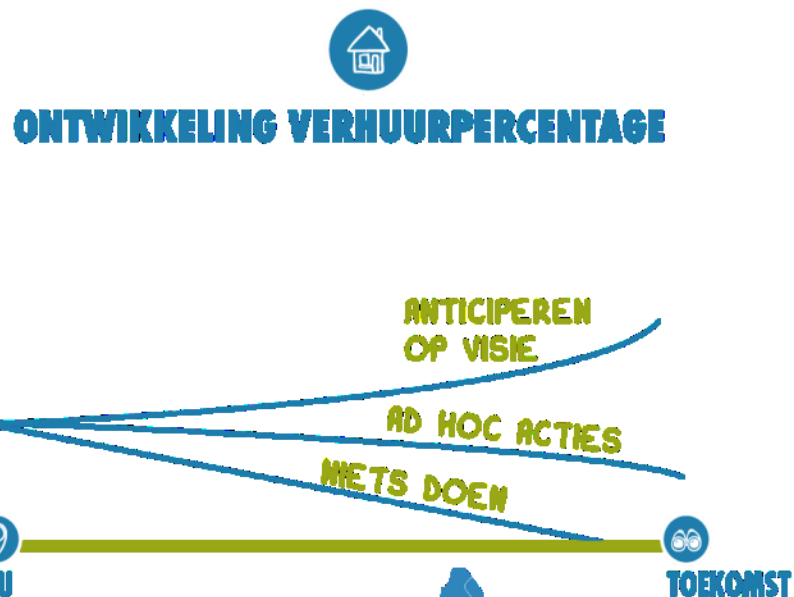 ONTWIKKELING VERHUURPERCENTAGE
ANTICIPEREN
OP VISIE
AD HOC ACTIES
NIETS DOEN
U
TOEKOMST